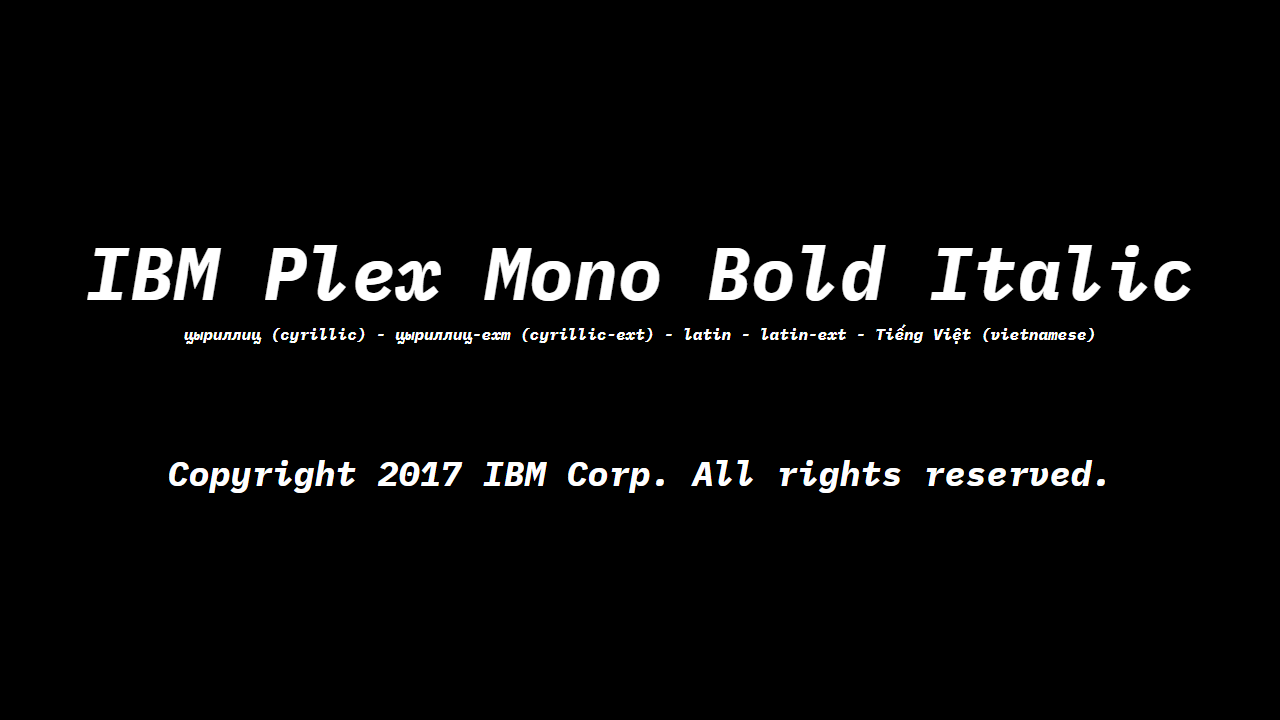 IBM Plex Mono Bold Italic
цыриллиц (cyrillic) - цыриллиц-ехт (cyrillic-ext) - latin - latin-ext - Tiếng Việt (vietnamese)
Copyright 2017 IBM Corp. All rights reserved.